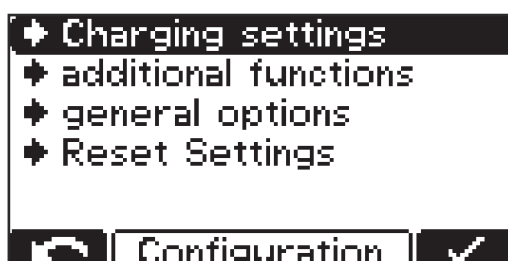 Charging settings
additional functions
general options
Reset Settings
Configuration